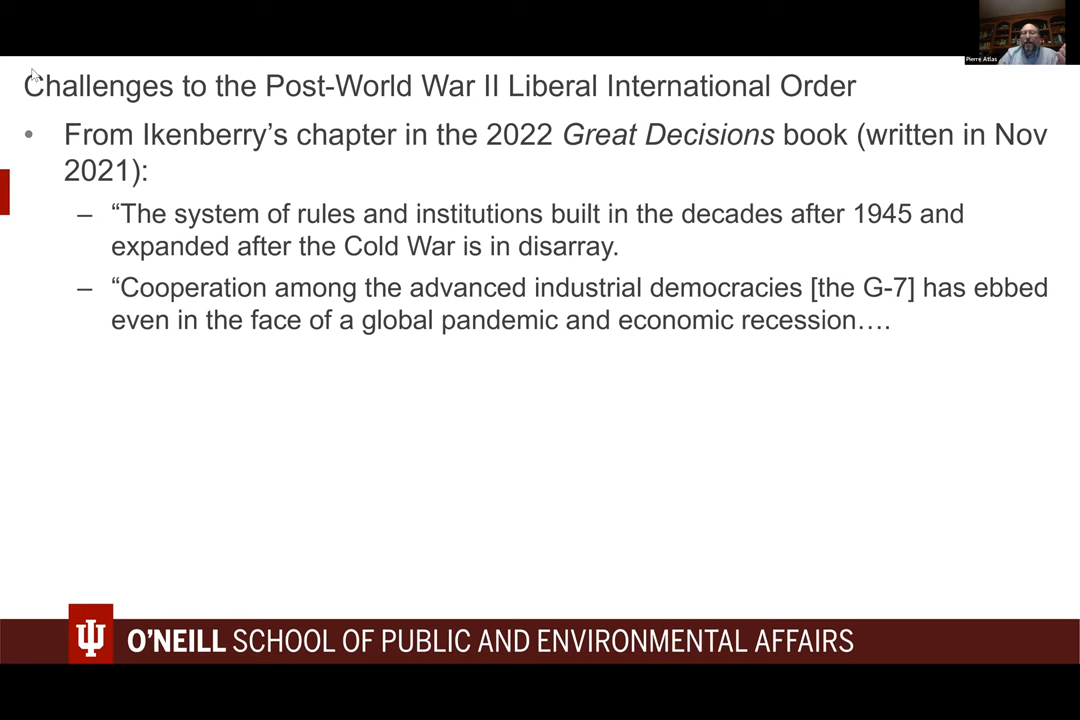 Pierre Atlas
Challenges to the Post-World War II Liberal International Order
• From Ikenberry’s chapter in the 2022 Great Decisions book (written in Nov
2021):
– “The system of rules and institutions built in the decades after 1945 and
expanded after the Cold War is in disarray.
– “Cooperation among the advanced industrial democracies [the G-7] has ebbed
even in the face of a global pandemic and economic recession….
O’NEILL SCHOOL OF PUBLIC AND ENVIRONMENTAL AFFAIRS